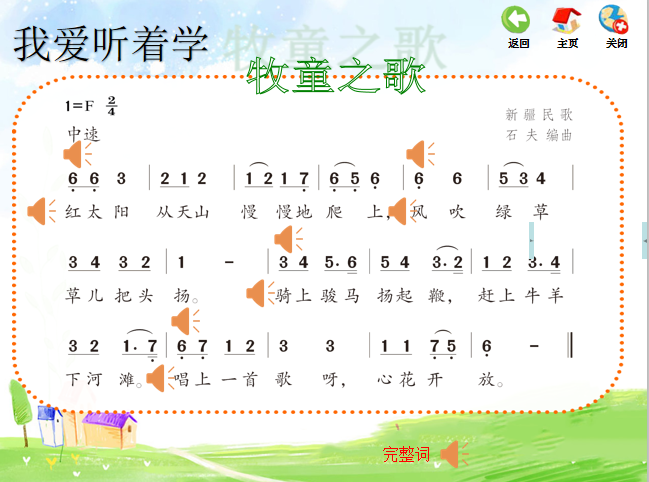 我爱听着学
牧童之歌
返回 主页 关闭
牧童之歌
1=F 2/4
中速
新疆民歌
石夫 编曲
6 6 3 | 2 1 2 | 1 2 1 7 | 6 5 6 | 6 6 | 5 3 4 |
红太阳 从天山 慢慢地爬上，风吹绿草
3 4 3 2 | 1 - | 3 4 5. 6 | 5 4 3. 2 | 1 2 3. 4 |
草儿把头扬。 骑上骏马扬起鞭， 赶上牛羊
3 2 1. 7 | 6 7 1 2 | 3 3 | 1 1 7 5 | 6 - ‖
下河滩。 唱上一首歌呀， 心花开放。
完整词